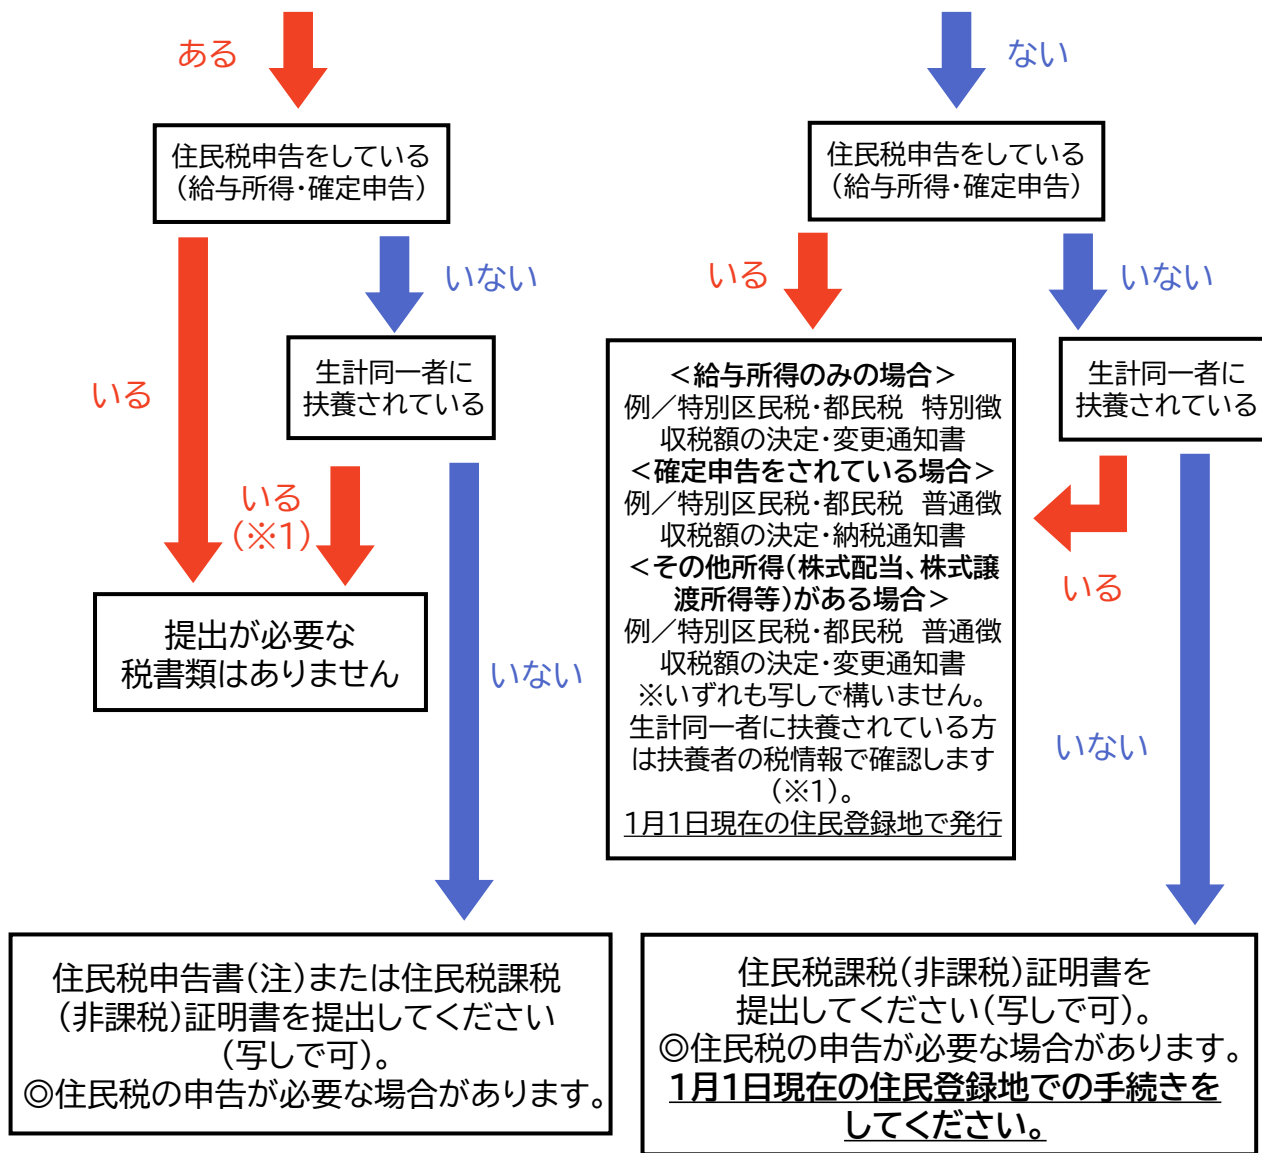 ある
住民税申告をしている
(給与所得・確定申告)
いる
いない
生計同一者に
扶養されている
いる
(※1)
いない
提出が必要な
税書類はありません
住民税申告書(注)または住民税課税
(非課税)証明書を提出してください
(写しで可)。
◎住民税の申告が必要な場合があります。
ない
住民税申告をしている
(給与所得・確定申告)
いる
いない
<給与所得のみの場合>
例/特別区民税・都民税 特別徴
収税額の決定・変更通知書
<確定申告をされている場合>
例/特別区民税・都民税 普通徴
収税額の決定・納税通知書
<その他所得(株式配当、株式譲
渡所得等)がある場合>
例/特別区民税・都民税 普通徴
収税額の決定・変更通知書
※いずれも写しで構いません。
生計同一者に扶養されている方
は扶養者の税情報で確認します
(※1)。
1月1日現在の住民登録地で発行
生計同一者に
扶養されている
いる
いない
住民税課税(非課税)証明書を
提出してください(写しで可)。
◎住民税の申告が必要な場合があります。
1月1日現在の住民登録地での手続きを
してください。